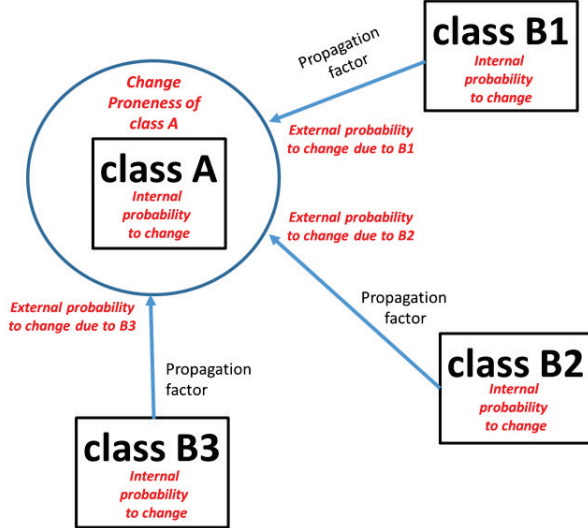 class B1
Internal
probability
to change
Propagation
factor
Change
Proneness of
class A
External probability
to change due to B1
class A
Internal
probability
to change
External probability
to change due to B2
External probability
to change due to B3
Propagation
factor
class B2
Internal
probability
to change
Propagation
factor
class B3
Internal
probability
to change